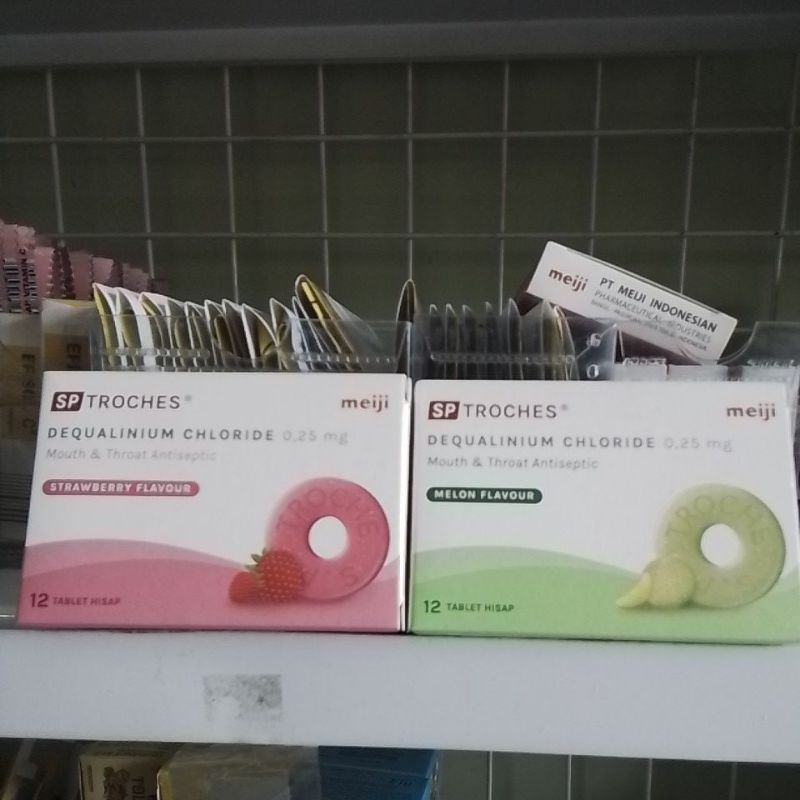 meiji PT MEIJI INDONESIAN
PHARMACEUTICAL INDUSTRIES
SP TROCHES®
meiji
DEQUALINIUM CHLORIDE 0,25 mg
Mouth & Throat Antiseptic
STRAWBERRY FLAVOUR
TROCHE
12 TABLET HISAP
SP TROCHES®
meiji
DEQUALINIUM CHLORIDE 0,25 mg
Mouth & Throat Antiseptic
MELON FLAVOUR
TROCHE
12 TABLET HISAP